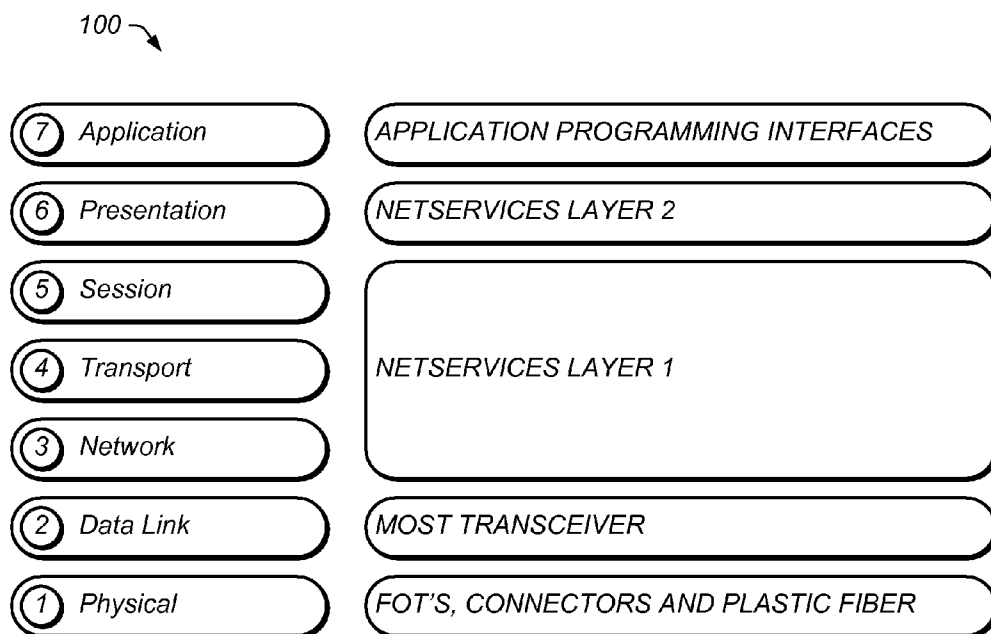 100
7 Application APPLICATION PROGRAMMING INTERFACES
6 Presentation NETSERVICES LAYER 2
5 Session
4 Transport NETSERVICES LAYER 1
3 Network
2 Data Link MOST TRANSCEIVER
1 Physical FOT'S, CONNECTORS AND PLASTIC FIBER